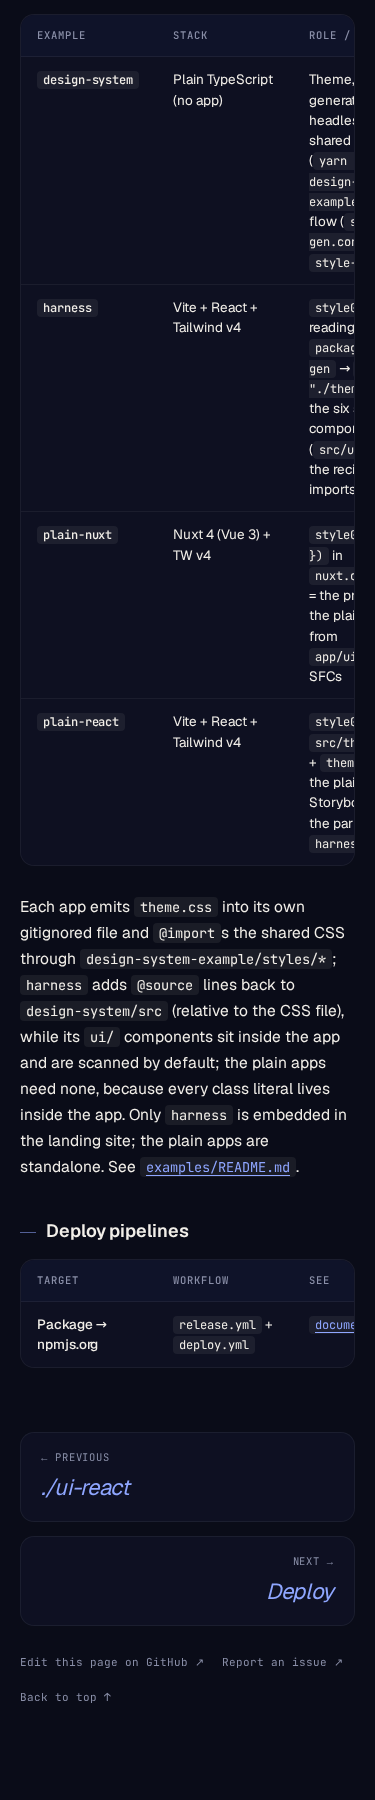 EXAMPLE STACK ROLE /
design-system Plain TypeScript Theme,
(no app) generat
headles
shared
( yarn
design-
example
flow ( s
gen.con
style-
harness Vite + React + style
Tailwind v4 reading
packag
gen →
"./them
the six
compor
( src/u
the reci
imports
plain-nuxt Nuxt 4 (Vue 3) + style
TW v4 }) in
nuxt.c
= the pr
the plai
from
app/ui
SFCs
plain-react Vite + React + style
Tailwind v4 src/th
+ them
the plai
Storybo
the par
harnes
Each app emits theme.css into its own
gitignored file and @imports the shared CSS
through design-system-example/styles/* ;
harness adds @source lines back to
design-system/src (relative to the CSS file),
while its ui/ components sit inside the app
and are scanned by default; the plain apps
need none, because every class literal lives
inside the app. Only harness is embedded in
the landing site; the plain apps are
standalone. See examples/README.md .
— Deploy pipelines
TARGET WORKFLOW SEE
Package → release.yml + docume
npmjs.org deploy.yml
← PREVIOUS
./ui-react
NEXT →
Deploy
Edit this page on GitHub ↗ Report an issue ↗
Back to top ↑